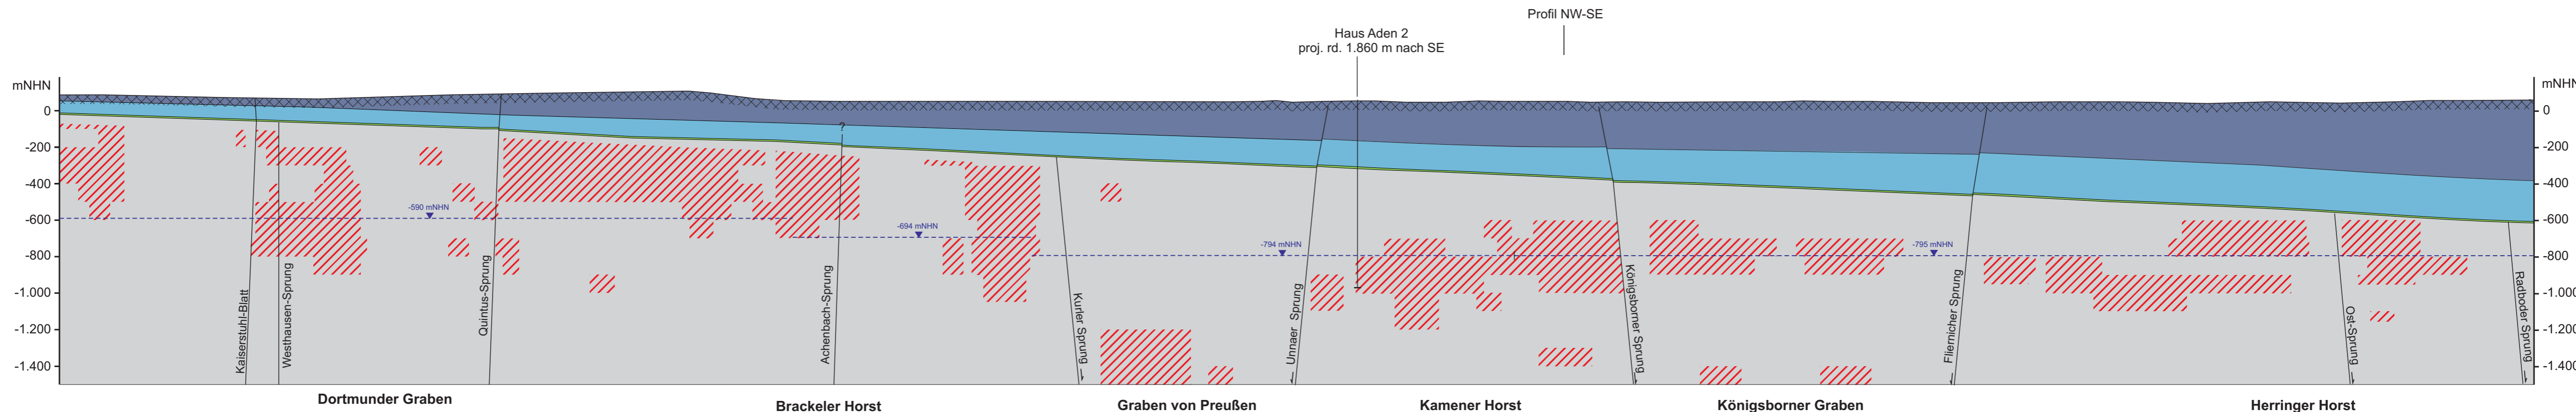 Profil NW-SE
Haus Aden 2
proj. rd. 1.860 m nach SE
mNHN
mNHN
0
-200
-400
-600
-800
-1.000
-1.200
-1.400
0
-200
-400
-600
-800
-1.000
-1.200
-1.400
?
-590 mNHN
-694 mNHN
-794 mNHN
-795 mNHN
Kaiserstuhl-Blatt
Westhausen-Sprung
Quintus-Sprung
Achenbach-Sprung
Kurler Sprung
Unnaer Sprung
Königsborner Sprung
Fliernicher Sprung
Ost-Sprung
Radboder Sprung
Dortmunder Graben
Brackeler Horst
Graben von Preußen
Kamener Horst
Königsborner Graben
Herringer Horst